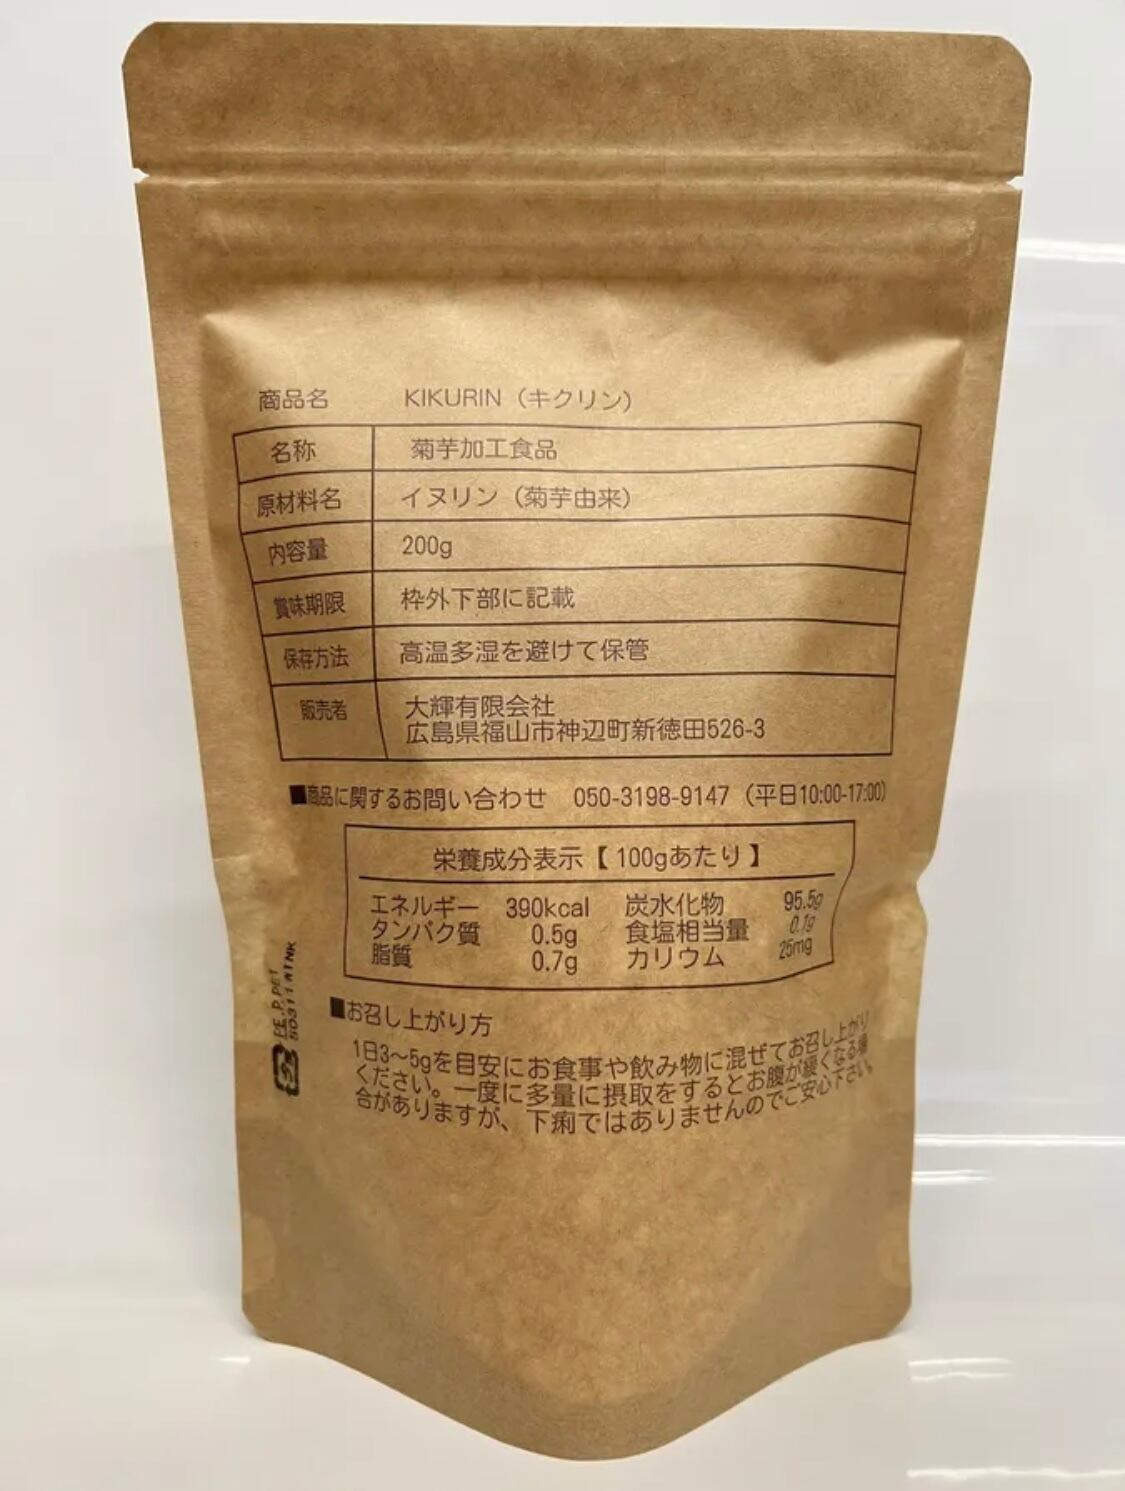 商品名 KIKURIN（キクリン）
名称 菊芋加工食品
原材料名 イヌリン（菊芋由来）
内容量 200g
賞味期限 枠外下部に記載
保存方法 高温多湿を避けて保管
販売者 大輝有限会社
広島県福山市神辺町新徳田526-3
■商品に関するお問い合わせ 050-3198-9147（平日10:00-17:00）
栄養成分表示【100gあたり】
エネルギー 390kcal 炭水化物 95.5g
タンパク質 0.5g 食塩相当量 0.1g
脂質 0.7g カリウム 25mg
■お召し上がり方
1日3〜5gを目安にお食事や飲み物に混ぜてお召し上がり
ください。一度に多量に摂取をするとお腹が緩くなる場
合がありますが、下痢ではありませんのでご安心下さい。
PE,P,PET